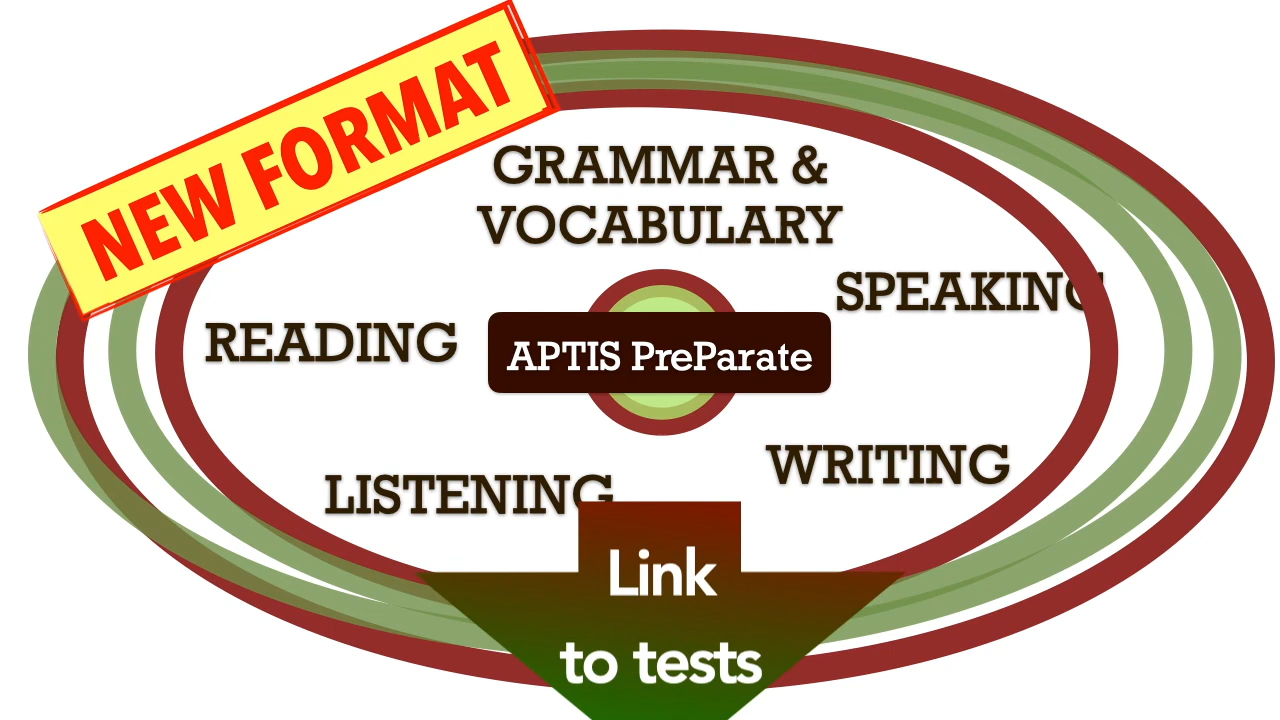 NEW FORMAT
GRAMMAR &
VOCABULARY
SPEAKING
READING
APTIS PreParate
WRITING
LISTENING
Link
to tests